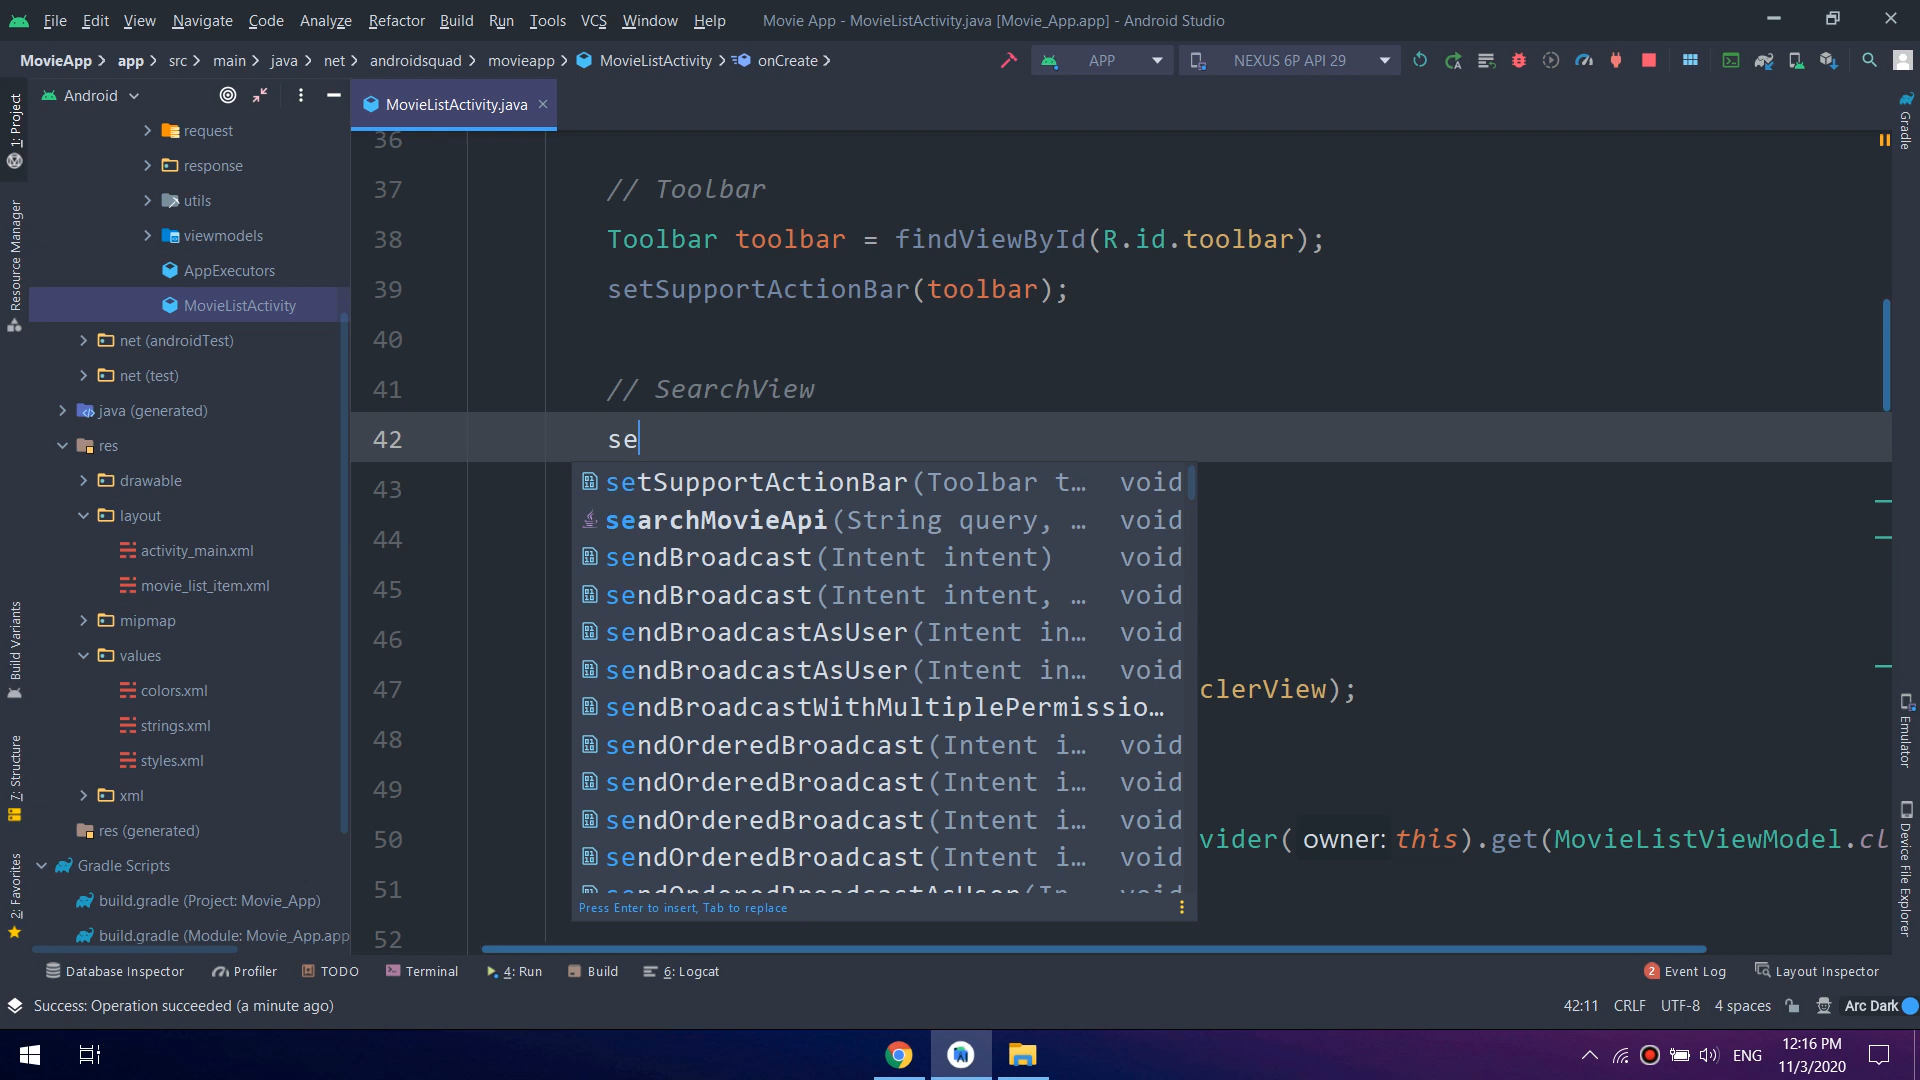 File Edit View Navigate Code Analyze Refactor Build Run Tools VCS Window Help Movie App - MovieListActivity.java [Movie_App.app] - Android Studio
MovieApp app src main java net androidsquad movieapp MovieListActivity onCreate APP NEXUS 6P API 29
Android
MovieListActivity.java
1: Project
Resource Manager
Build Variants
7: Structure
2: Favorites
request
response
utils
viewmodels
AppExecutors
MovieListActivity
net (androidTest)
net (test)
java (generated)
res
drawable
layout
activity_main.xml
movie_list_item.xml
mipmap
values
colors.xml
strings.xml
styles.xml
xml
res (generated)
Gradle Scripts
build.gradle (Project: Movie_App)
build.gradle (Module: Movie_App.app
36
37 // Toolbar
38 Toolbar toolbar = findViewById(R.id.toolbar);
39 setSupportActionBar(toolbar);
40
41 // SearchView
42 se
43
44
45
46
47 clerView);
48
49
50 vider( owner: this).get(MovieListViewModel.cl
51
52
setSupportActionBar(Toolbar t… void
searchMovieApi(String query, … void
sendBroadcast(Intent intent) void
sendBroadcast(Intent intent, … void
sendBroadcastAsUser(Intent in… void
sendBroadcastAsUser(Intent in… void
sendBroadcastWithMultiplePermissio…
sendOrderedBroadcast(Intent i… void
sendOrderedBroadcast(Intent i… void
sendOrderedBroadcast(Intent i… void
sendOrderedBroadcast(Intent i… void
sendOrderedBroadcastAsUser(In… void
Press Enter to insert, Tab to replace
Gradle
Emulator
Device File Explorer
Database Inspector Profiler TODO Terminal 4: Run Build 6: Logcat 2 Event Log Layout Inspector
Success: Operation succeeded (a minute ago) 42:11 CRLF UTF-8 4 spaces Arc Dark
ENG
12:16 PM
11/3/2020